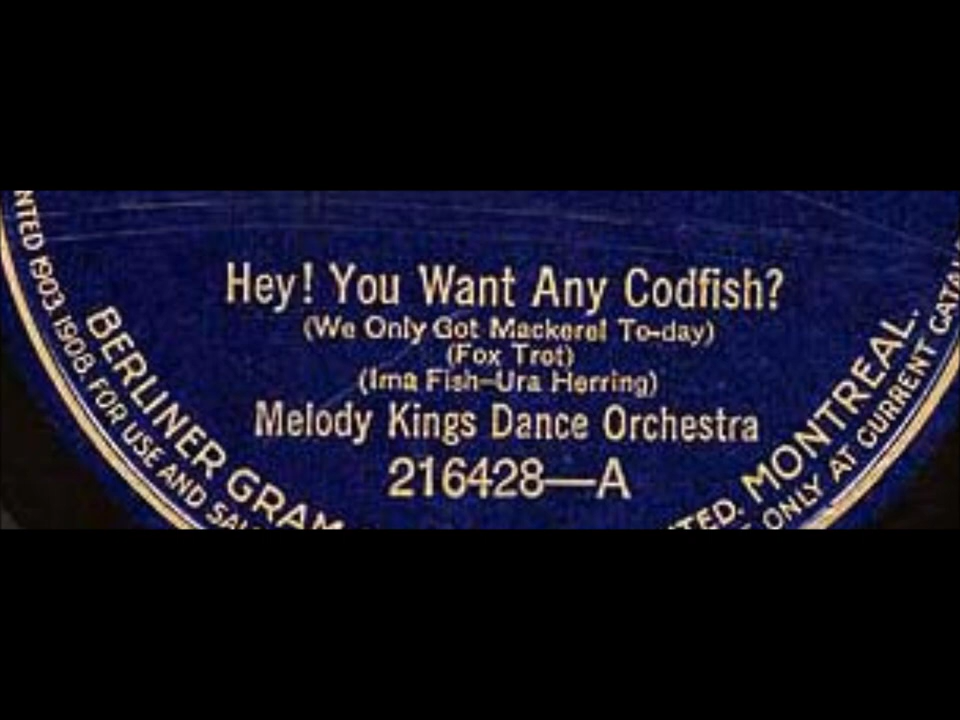 Hey! You Want Any Codfish?
(We Only Got Mackerel To-day)
(Fox Trot)
(Ima Fish–Ura Herring)
Melody Kings Dance Orchestra
216428—A
BERLINER GRAM
MONTREAL.
1903 1908. FOR USE AND
ONLY AT CURRENT